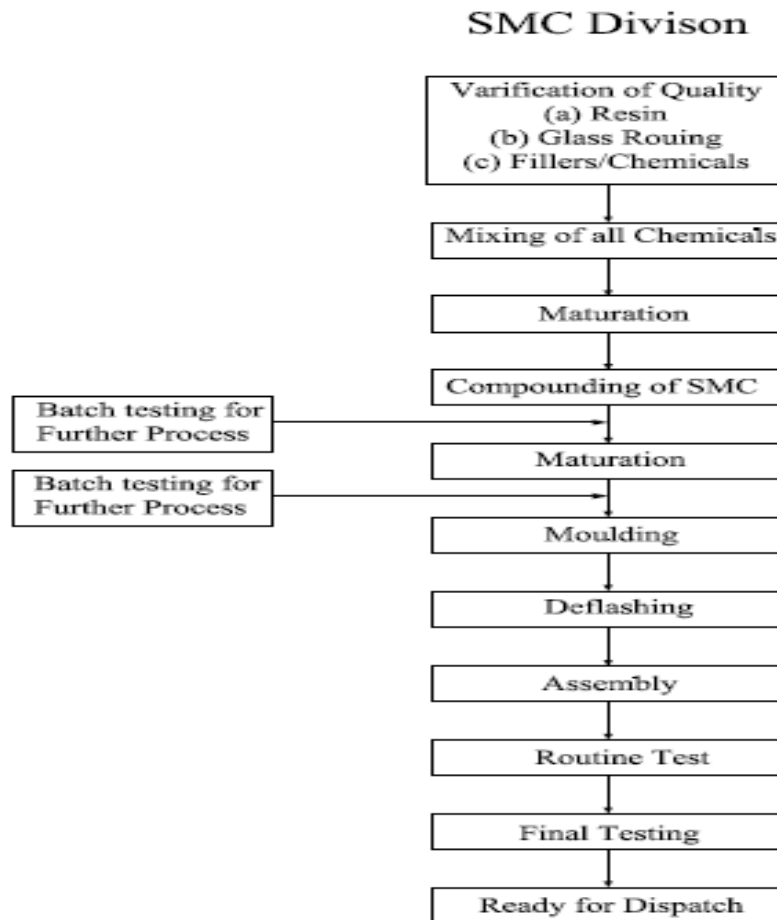 SMC Divison
Varification of Quality
(a) Resin
(b) Glass Rouing
(c) Fillers/Chemicals
Mixing of all Chemicals
Maturation
Compounding of SMC
Batch testing for
Further Process
Maturation
Batch testing for
Further Process
Moulding
Deflashing
Assembly
Routine Test
Final Testing
Ready for Dispatch